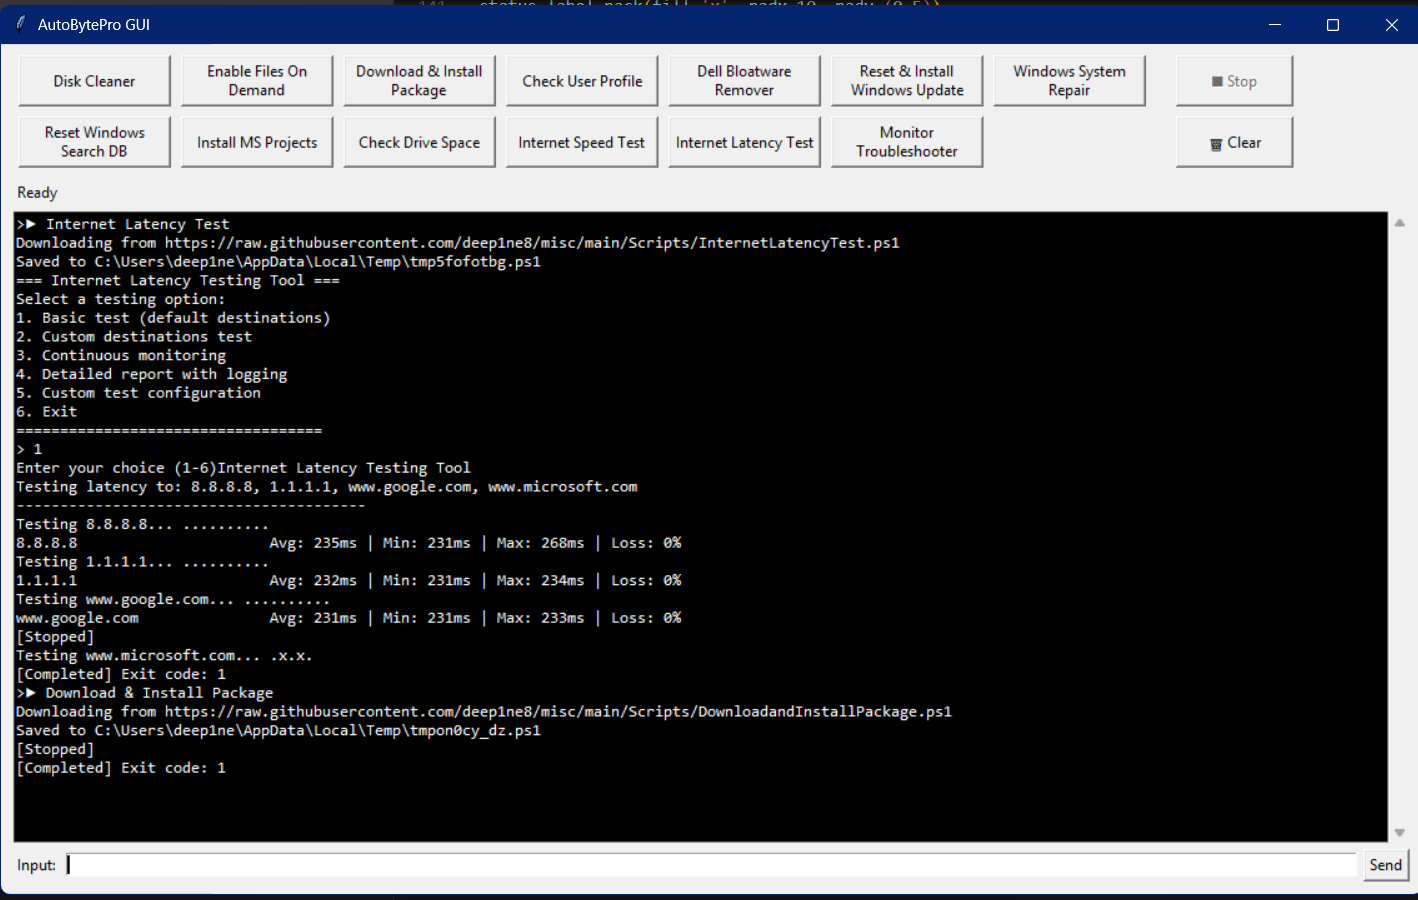 AutoBytePro GUI
Disk Cleaner
Enable Files On
Demand
Download & Install
Package
Check User Profile
Dell Bloatware
Remover
Reset & Install
Windows Update
Windows System
Repair
Stop
Reset Windows
Search DB
Install MS Projects
Check Drive Space
Internet Speed Test
Internet Latency Test
Monitor
Troubleshooter
Clear
Ready
>► Internet Latency Test
Downloading from https://raw.githubusercontent.com/deep1ne8/misc/main/Scripts/InternetLatencyTest.ps1
Saved to C:\Users\deep1ne\AppData\Local\Temp\tmp5fofotbg.ps1
=== Internet Latency Testing Tool ===
Select a testing option:
1. Basic test (default destinations)
2. Custom destinations test
3. Continuous monitoring
4. Detailed report with logging
5. Custom test configuration
6. Exit
===================================
> 1
Enter your choice (1-6)Internet Latency Testing Tool
Testing latency to: 8.8.8.8, 1.1.1.1, www.google.com, www.microsoft.com
----------------------------------------
Testing 8.8.8.8... ..........
8.8.8.8                      Avg: 235ms | Min: 231ms | Max: 268ms | Loss: 0%
Testing 1.1.1.1... ..........
1.1.1.1                      Avg: 232ms | Min: 231ms | Max: 234ms | Loss: 0%
Testing www.google.com... ..........
www.google.com               Avg: 231ms | Min: 231ms | Max: 233ms | Loss: 0%
[Stopped]
Testing www.microsoft.com... .x.x.
[Completed] Exit code: 1
>► Download & Install Package
Downloading from https://raw.githubusercontent.com/deep1ne8/misc/main/Scripts/DownloadandInstallPackage.ps1
Saved to C:\Users\deep1ne\AppData\Local\Temp\tmpon0cy_dz.ps1
[Stopped]
[Completed] Exit code: 1
Input:
Send